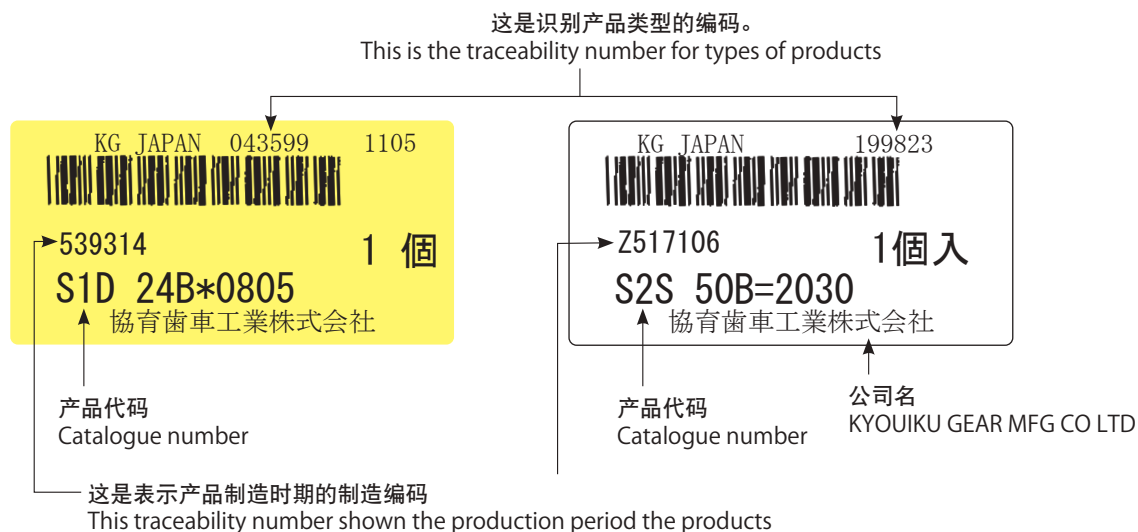 这是识别产品类型的编码。
This is the traceability number for types of products
KG JAPAN 043599 1105
539314
1 個
S1D 24B*0805
協育歯車工業株式会社
KG JAPAN 199823
Z517106
1個入
S2S 50B=2030
協育歯車工業株式会社
产品代码
Catalogue number
产品代码
Catalogue number
公司名
KYOUIKU GEAR MFG CO LTD
这是表示产品制造时期的制造编码
This traceability number shown the production period the products